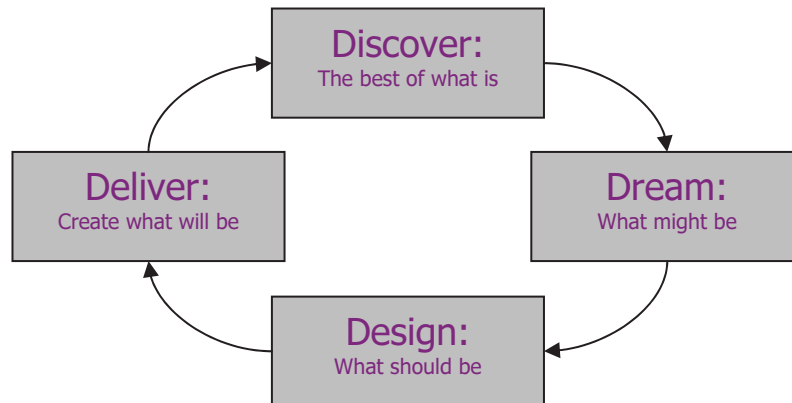 Discover:
The best of what is
Deliver:
Create what will be
Dream:
What might be
Design:
What should be